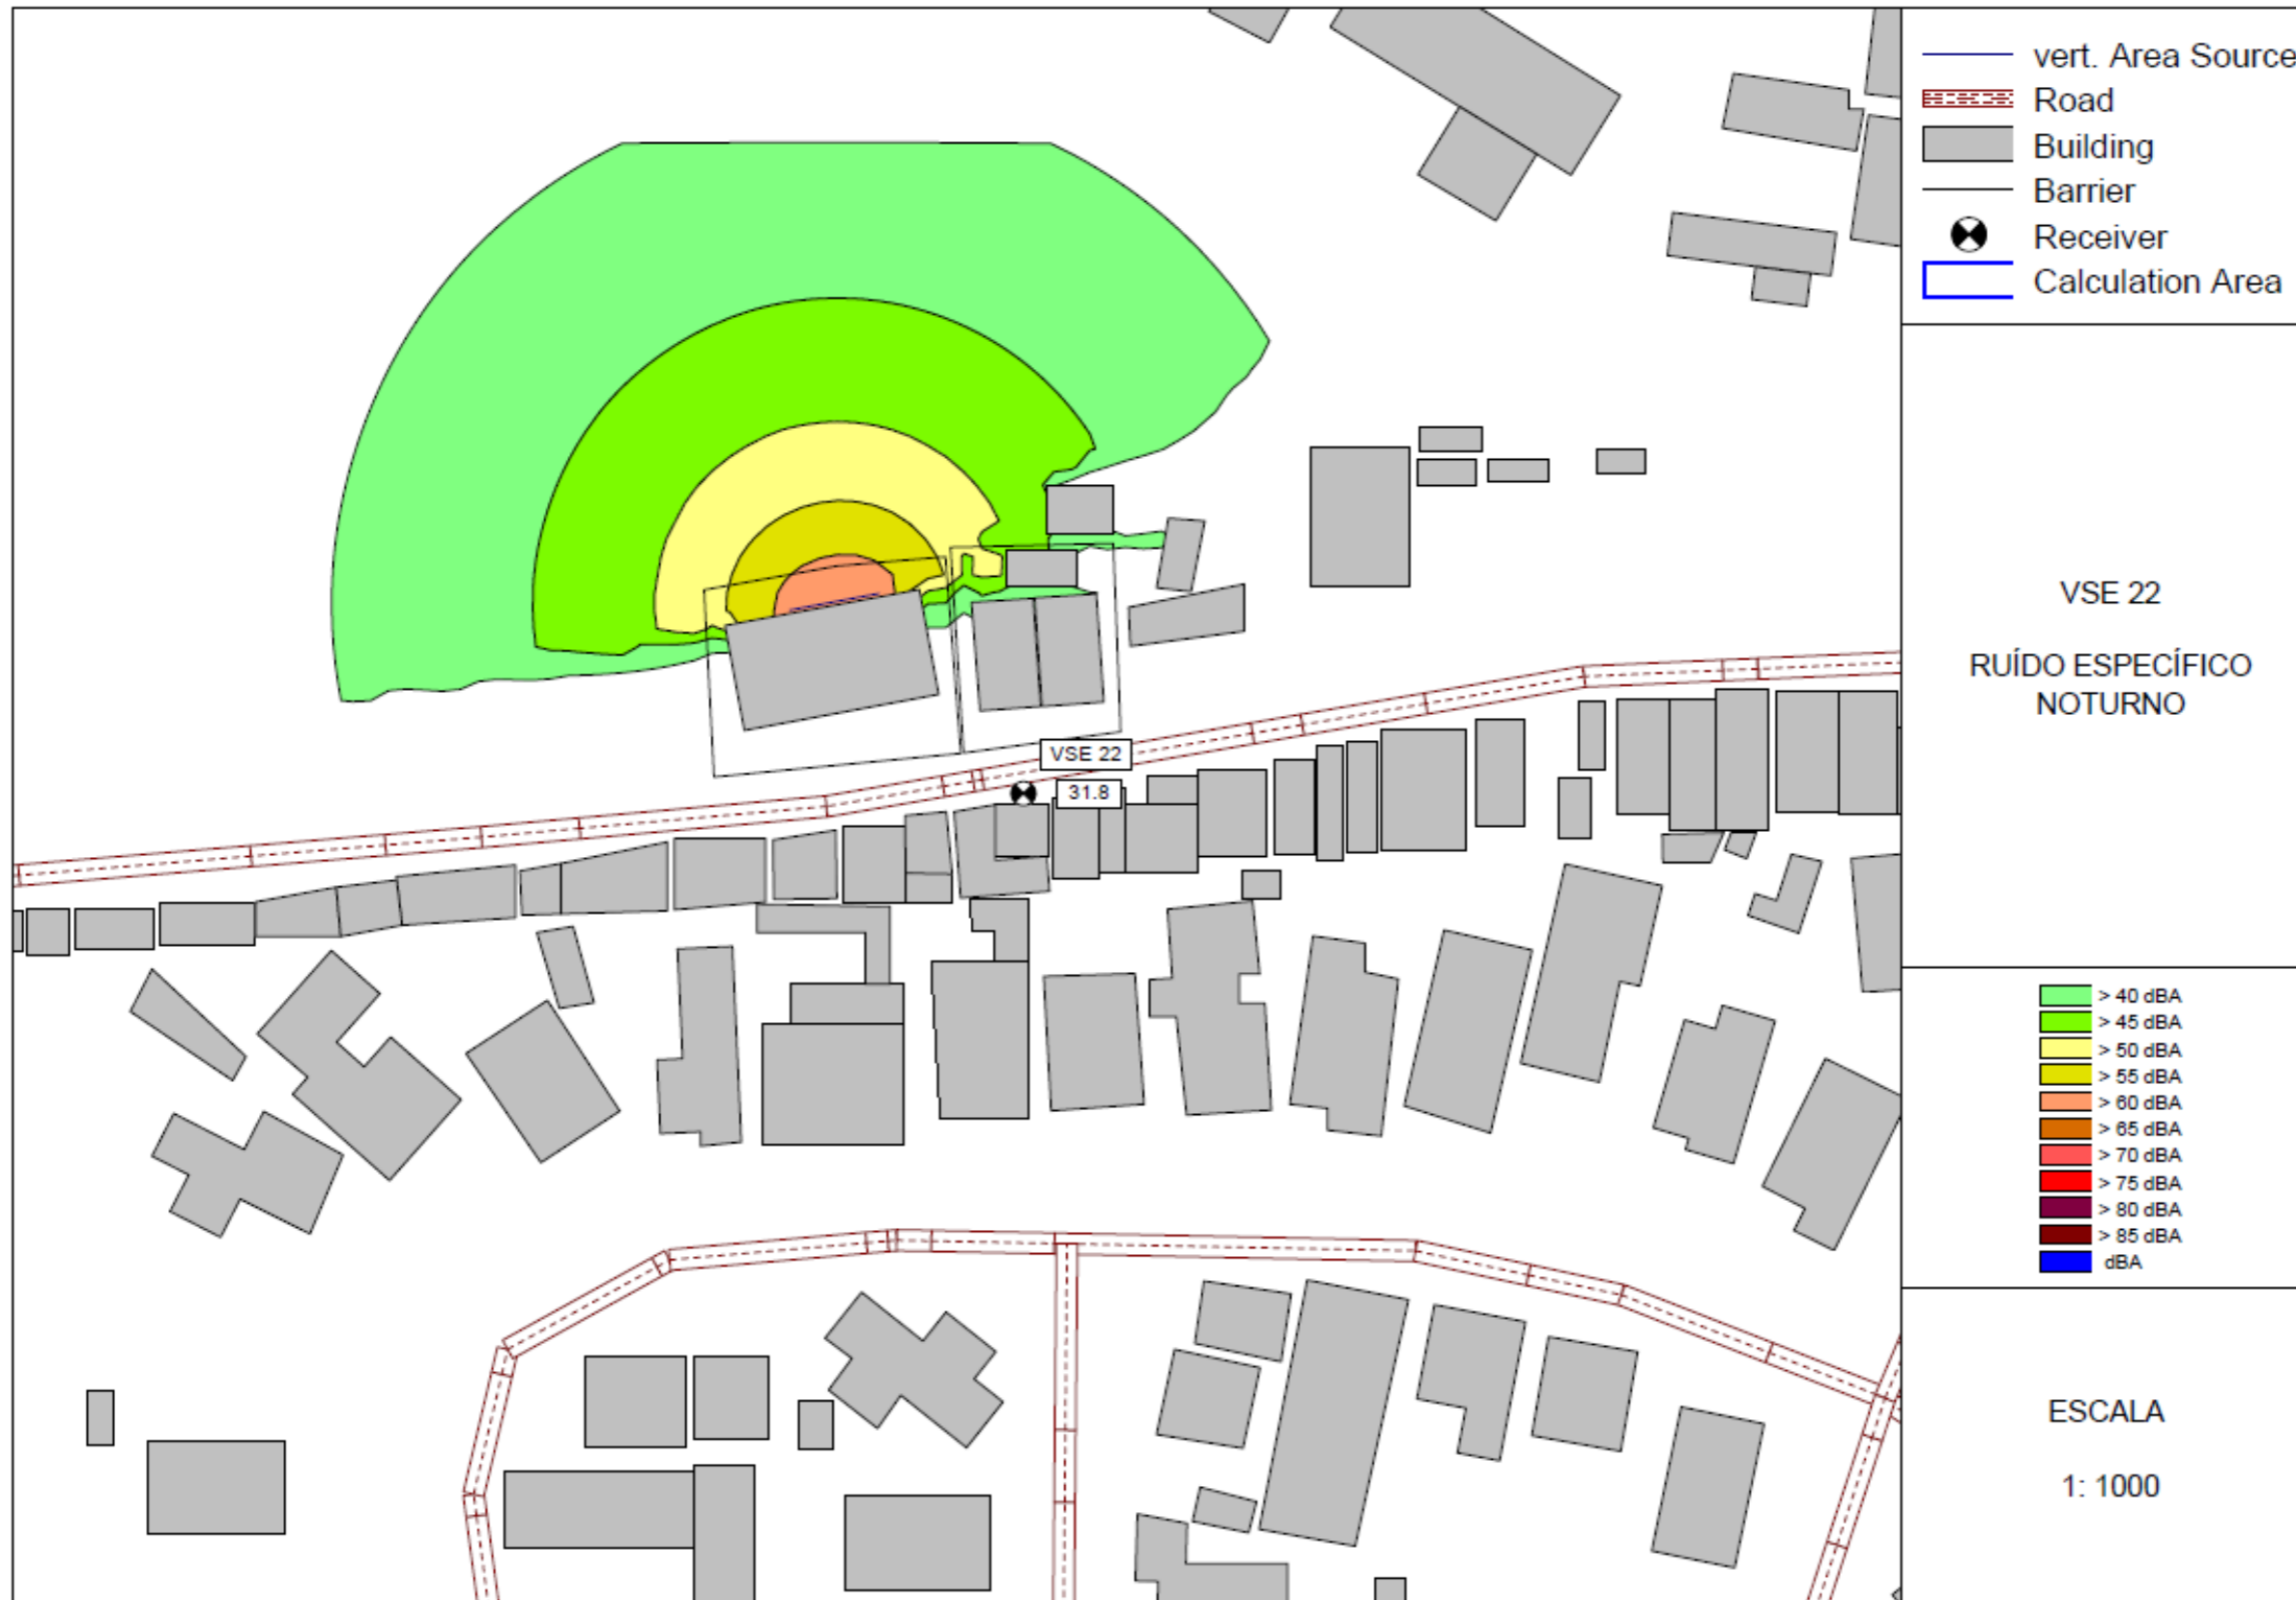 vert. Area Source
Road
Building
Barrier
Receiver
Calculation Area
VSE 22
RUÍDO ESPECÍFICO
NOTURNO
VSE 22
31.8
> 40 dBA
> 45 dBA
> 50 dBA
> 55 dBA
> 60 dBA
> 65 dBA
> 70 dBA
> 75 dBA
> 80 dBA
> 85 dBA
dBA
ESCALA
1: 1000